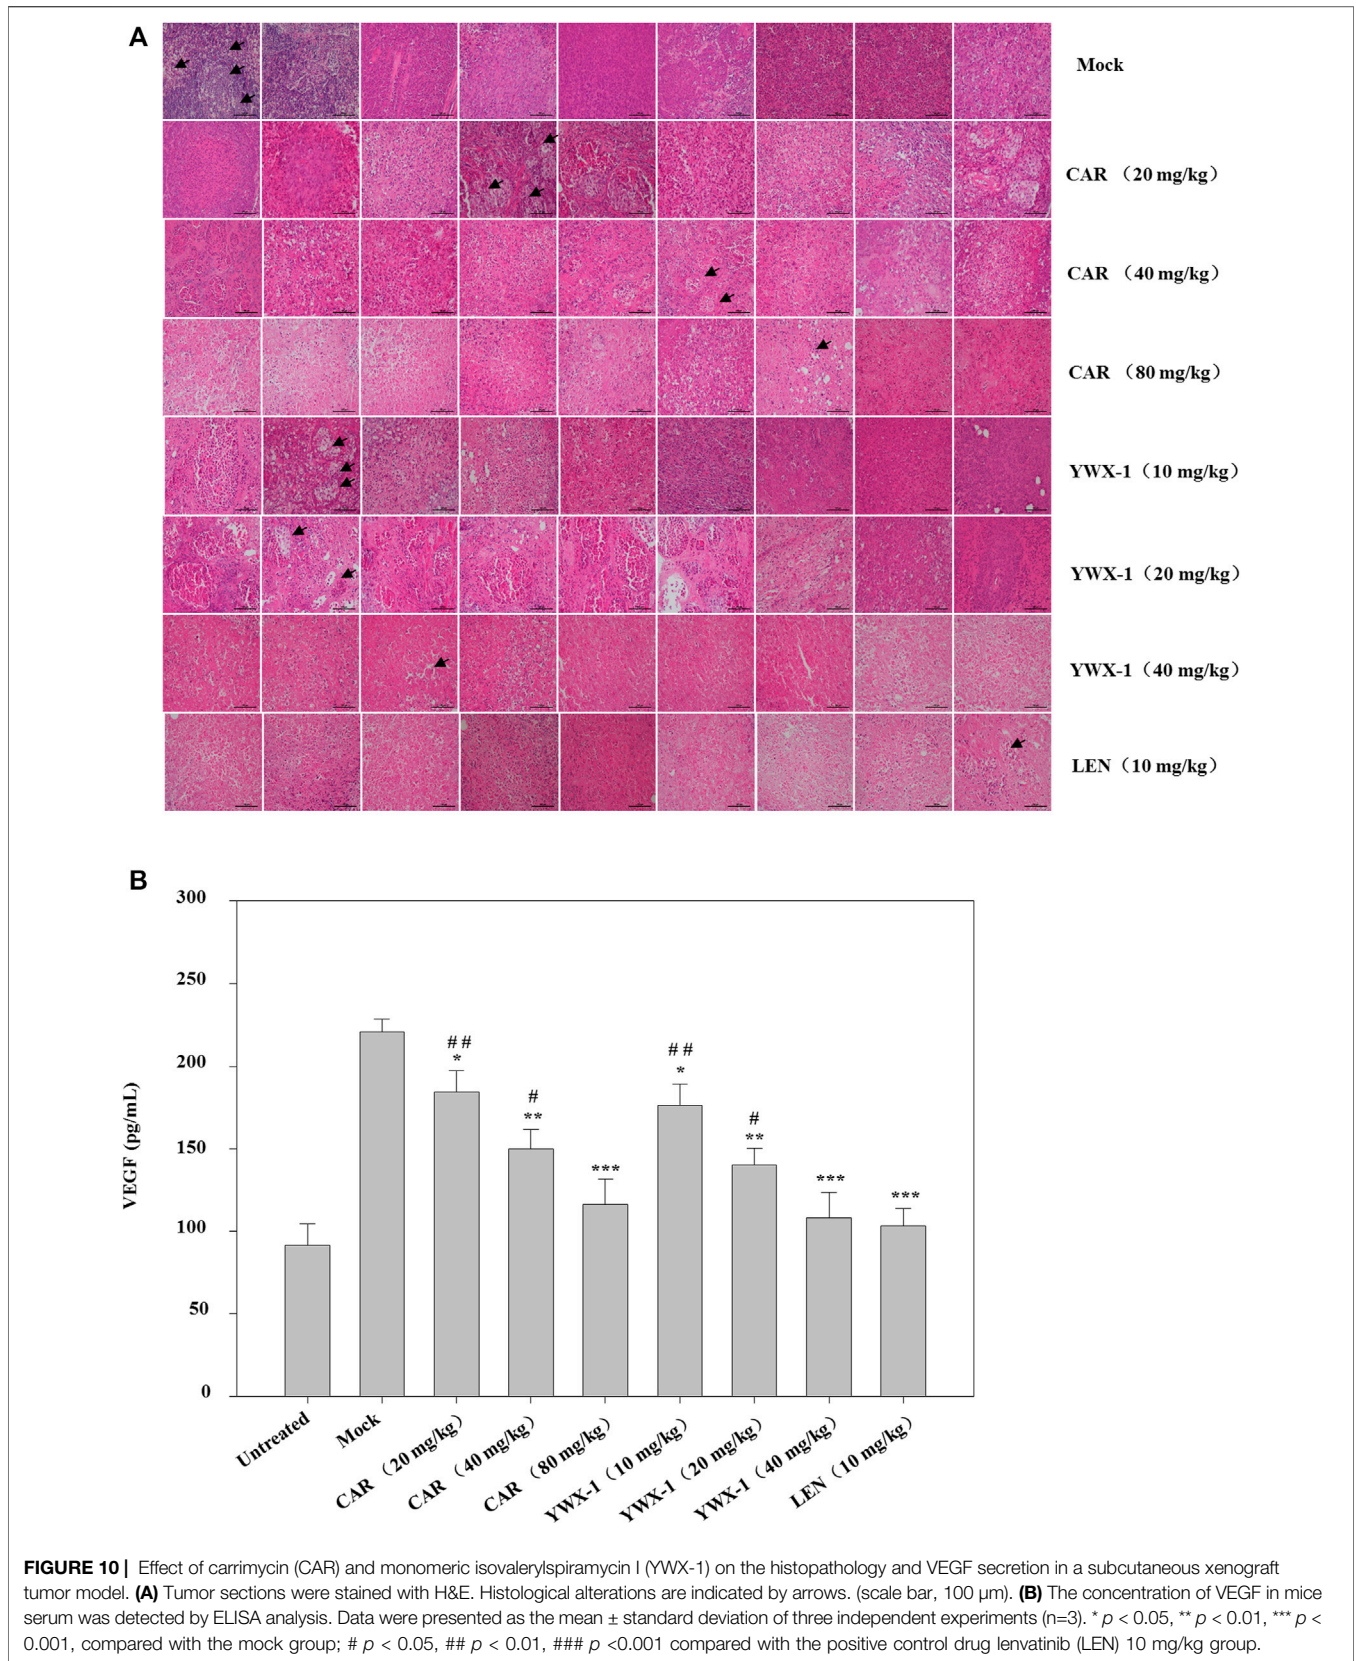 A
Mock
CAR （20 mg/kg）
CAR （40 mg/kg）
CAR （80 mg/kg）
YWX-1（10 mg/kg）
YWX-1（20 mg/kg）
YWX-1（40 mg/kg）
LEN（10 mg/kg）
B
300
250
200
150
100
50
0
VEGF (pg/mL)
##
*
#
**
***
##
*
#
**
***
***
Untreated
Mock
CAR （20 mg/kg）
CAR （40 mg/kg）
CAR （80 mg/kg）
YWX-1（10 mg/kg）
YWX-1（20 mg/kg）
YWX-1（40 mg/kg）
LEN（10 mg/kg）
FIGURE 10 | Effect of carrimycin (CAR) and monomeric isovalerylspiramycin I (YWX-1) on the histopathology and VEGF secretion in a subcutaneous xenograft
tumor model. (A) Tumor sections were stained with H&E. Histological alterations are indicated by arrows. (scale bar, 100 μm). (B) The concentration of VEGF in mice
serum was detected by ELISA analysis. Data were presented as the mean ± standard deviation of three independent experiments (n=3). * p < 0.05, ** p < 0.01, *** p <
0.001, compared with the mock group; # p < 0.05, ## p < 0.01, ### p <0.001 compared with the positive control drug lenvatinib (LEN) 10 mg/kg group.